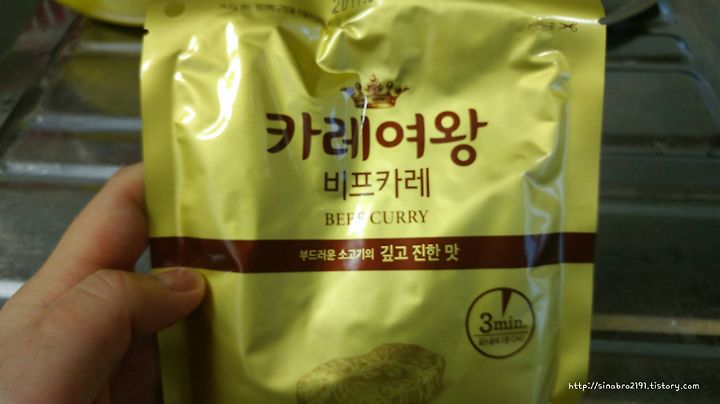 카레여왕
비프카레
BEEF CURRY
부드러운 소고기의 깊고 진한 맛
3min.
http://sinabro2191.tistory.com